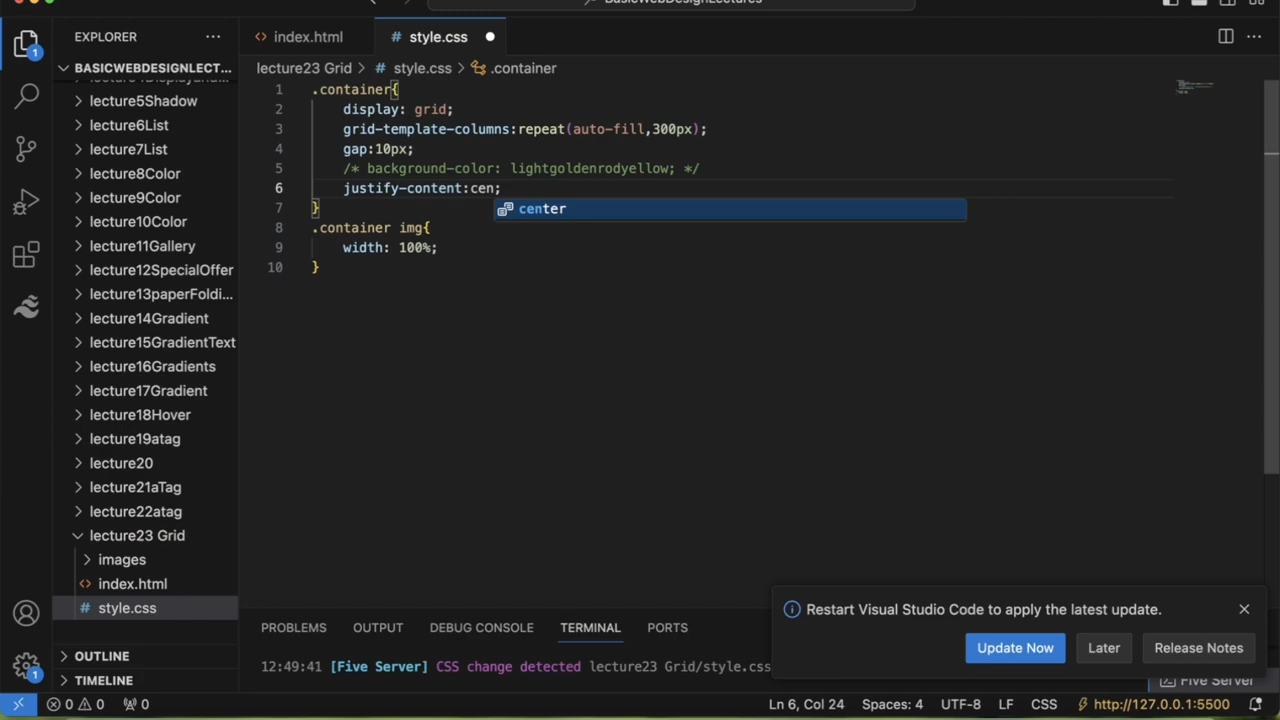 BasicWebDesignLectures
EXPLORER
index.html
# style.css
BASICWEBDESIGNLECT...
lecture5Shadow
lecture6List
lecture7List
lecture8Color
lecture9Color
lecture10Color
lecture11Gallery
lecture12SpecialOffer
lecture13paperFoldi...
lecture14Gradient
lecture15GradientText
lecture16Gradients
lecture17Gradient
lecture18Hover
lecture19atag
lecture20
lecture21aTag
lecture22atag
lecture23 Grid
images
index.html
# style.css
OUTLINE
TIMELINE
lecture23 Grid > # style.css > .container
1 .container{
2 display: grid;
3 grid-template-columns:repeat(auto-fill,300px);
4 gap:10px;
5 /* background-color: lightgoldenrodyellow; */
6 justify-content:cen;
center
7 }
8 .container img{
9 width: 100%;
10 }
PROBLEMS OUTPUT DEBUG CONSOLE TERMINAL PORTS
12:49:41 [Five Server] CSS change detected lecture23 Grid/style.css
Restart Visual Studio Code to apply the latest update.
Update Now Later Release Notes
Five Server
1
1
0 0 0
Ln 6, Col 24 Spaces: 4 UTF-8 LF CSS http://127.0.0.1:5500